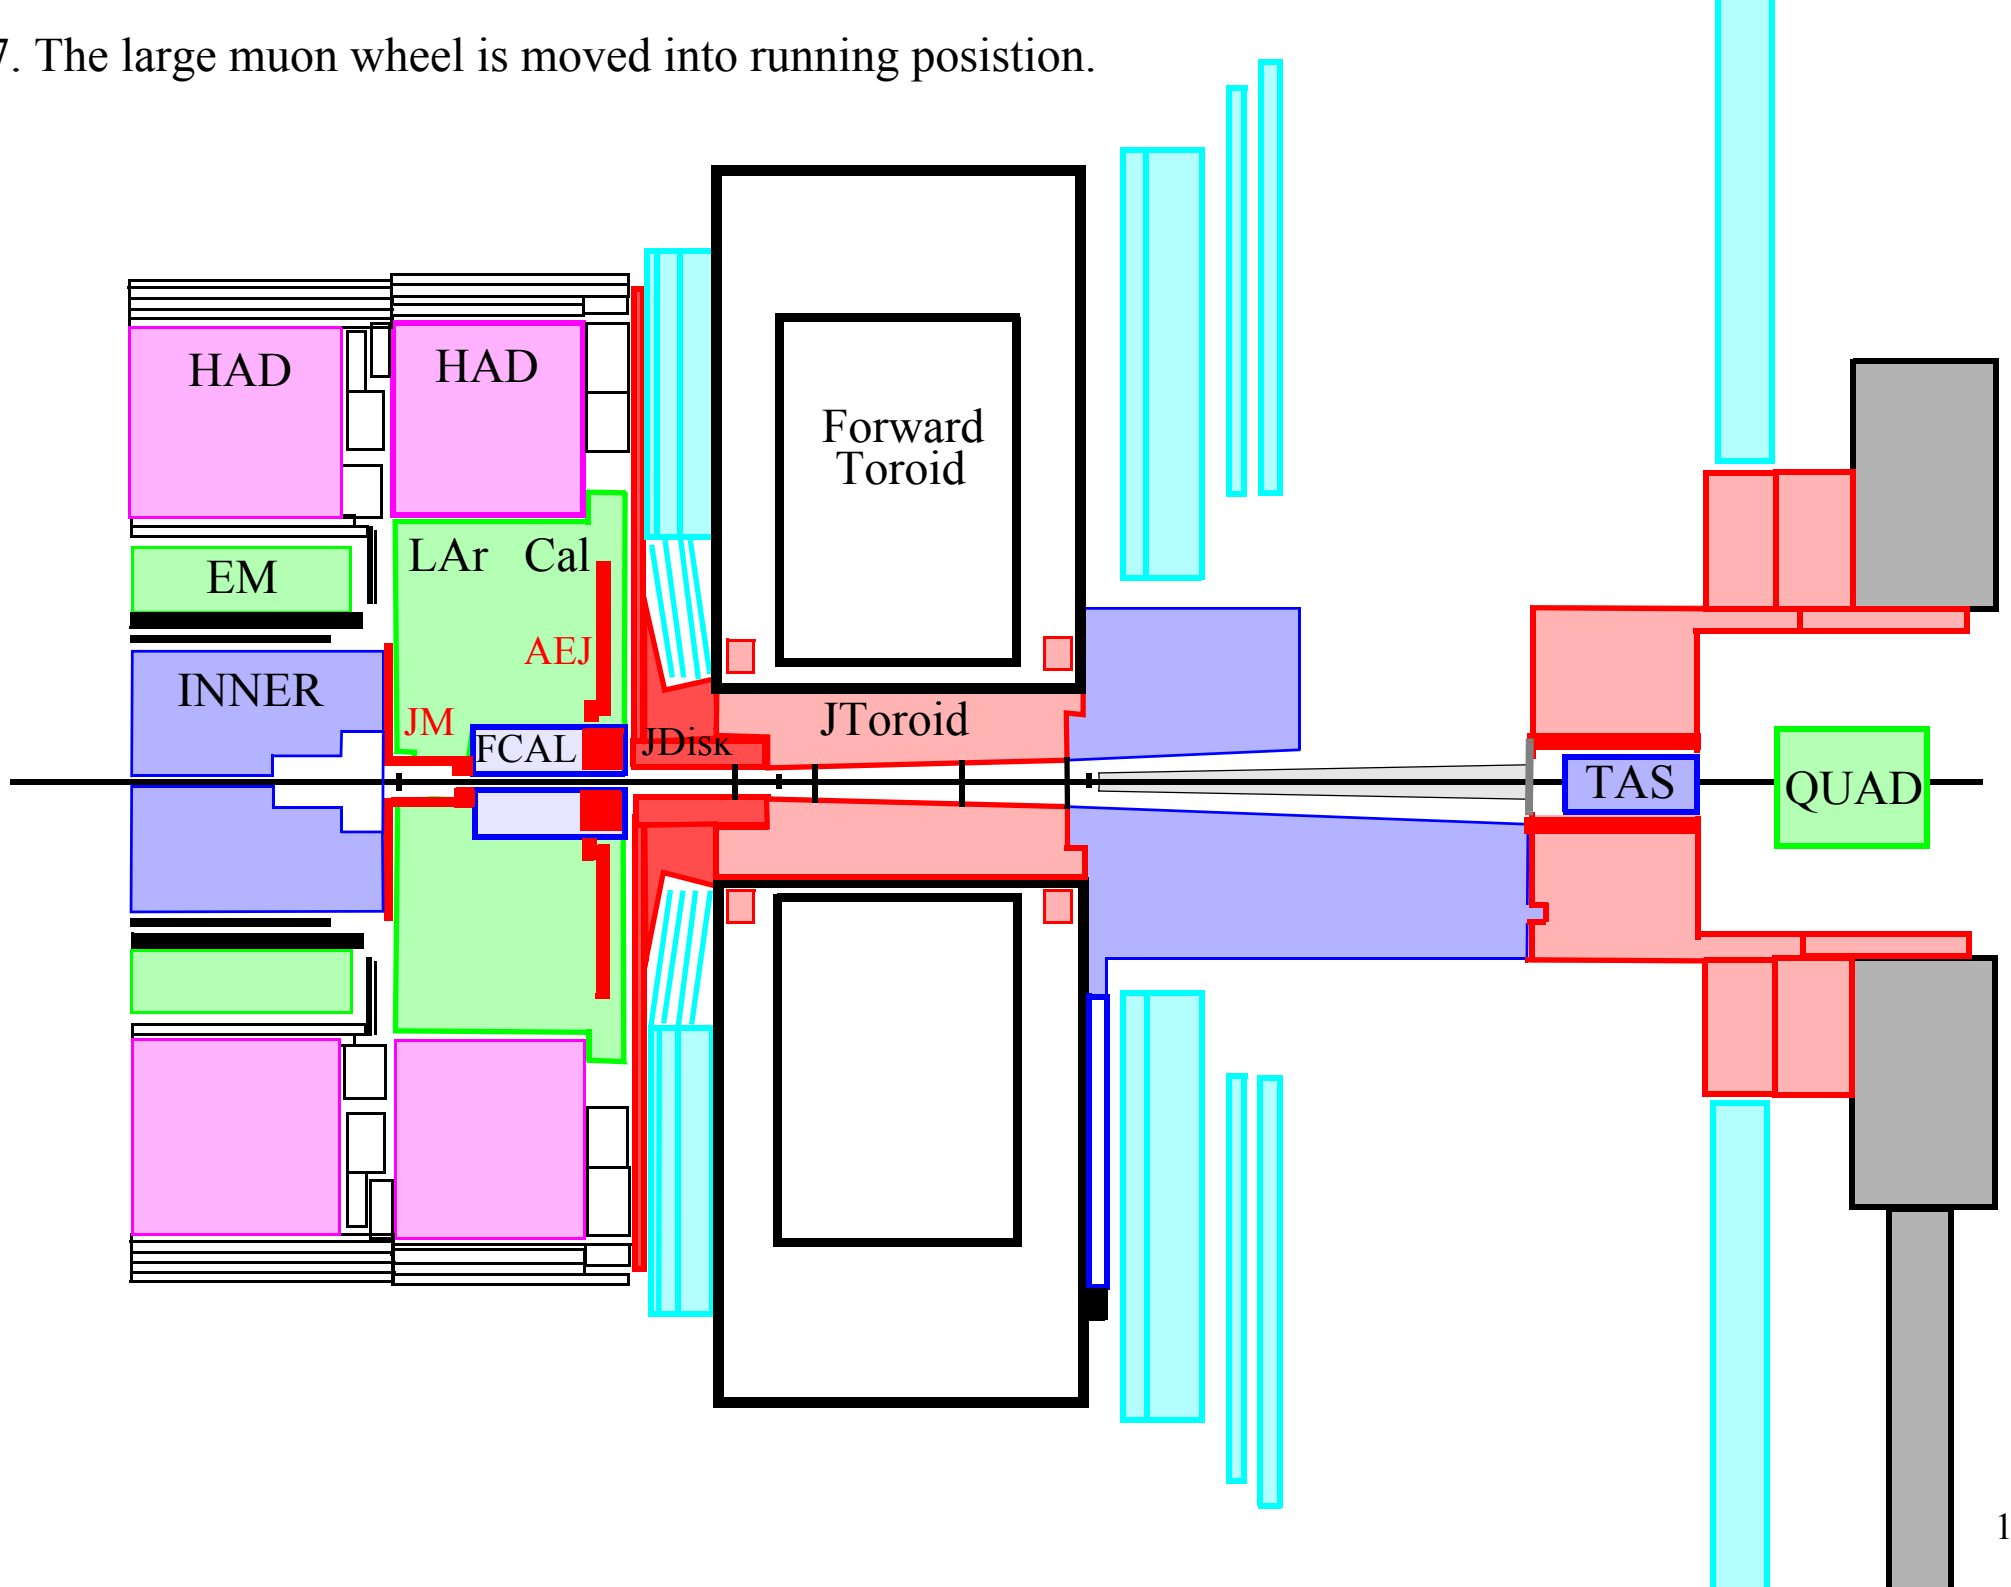 7. The large muon wheel is moved into running posistion.
HAD
HAD
Forward
Toroid
LAr Cal
EM
AEJ
INNER
JM
JToroid
FCAL
JDisk
TAS
QUAD
1